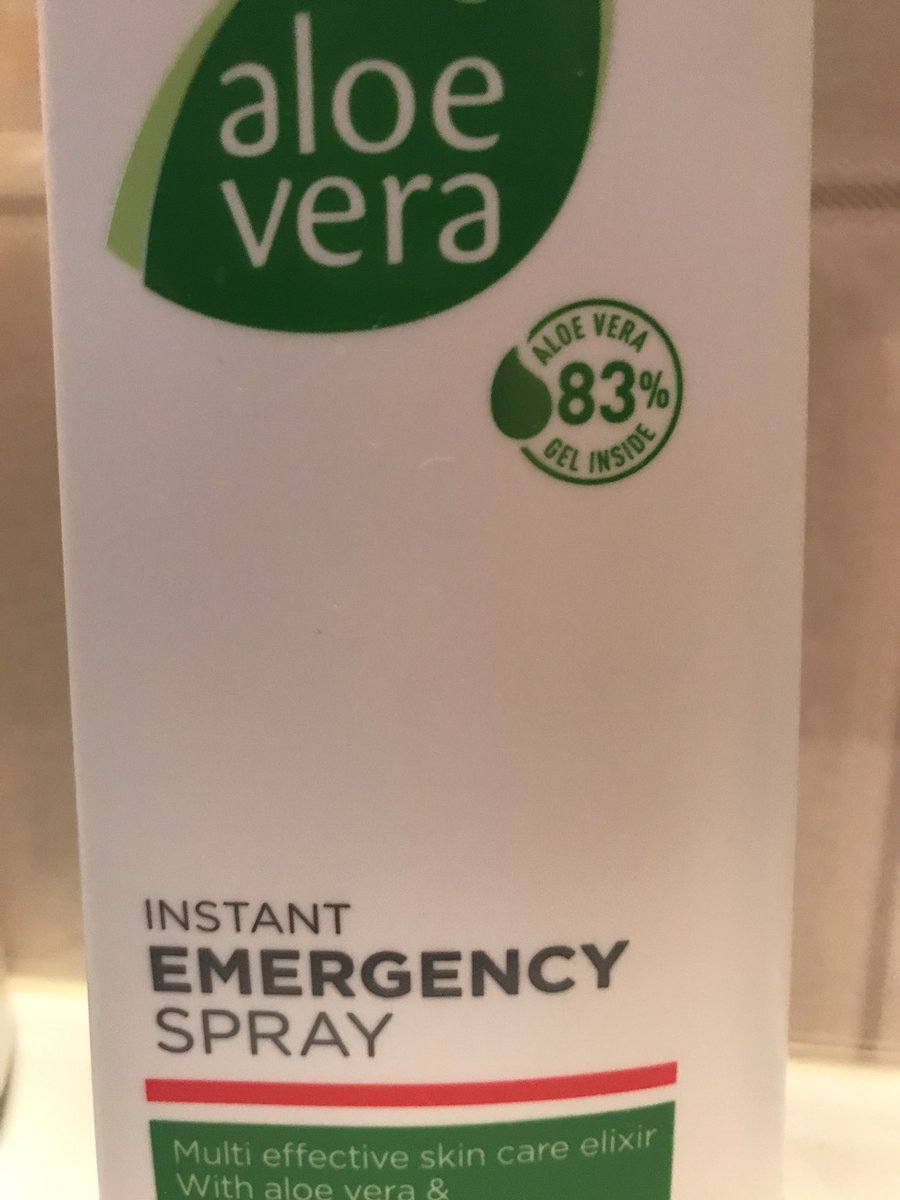 aloe
vera
ALOE VERA
83%
GEL INSIDE
INSTANT
EMERGENCY
SPRAY
Multi effective skin care elixir
With aloe vera &